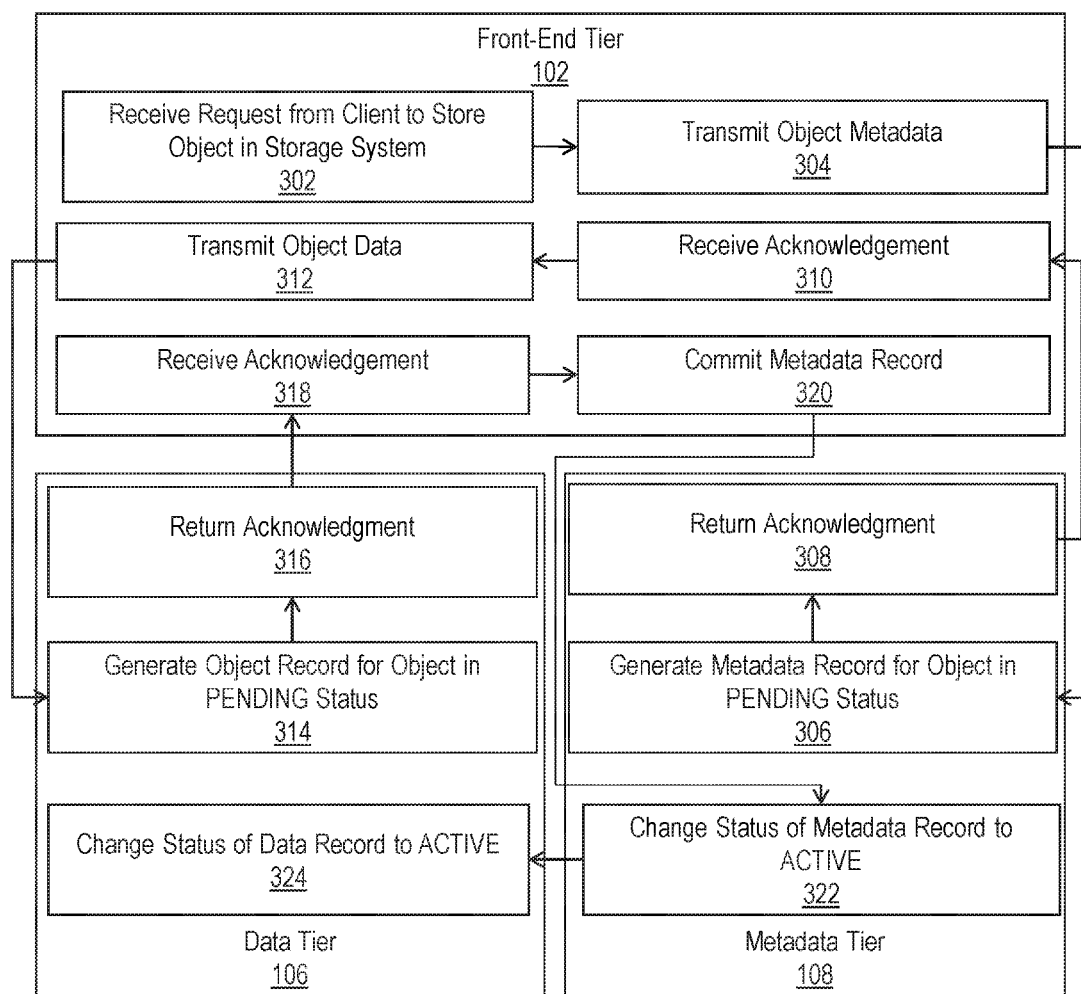 Front-End Tier
102
Receive Request from Client to Store
Object in Storage System
302
Transmit Object Metadata
304
Transmit Object Data
312
Receive Acknowledgement
310
Receive Acknowledgement
318
Commit Metadata Record
320
Return Acknowledgment
316
Return Acknowledgment
308
Generate Object Record for Object in
PENDING Status
314
Generate Metadata Record for Object in
PENDING Status
306
Change Status of Data Record to ACTIVE
324
Change Status of Metadata Record to
ACTIVE
322
Data Tier
106
Metadata Tier
108